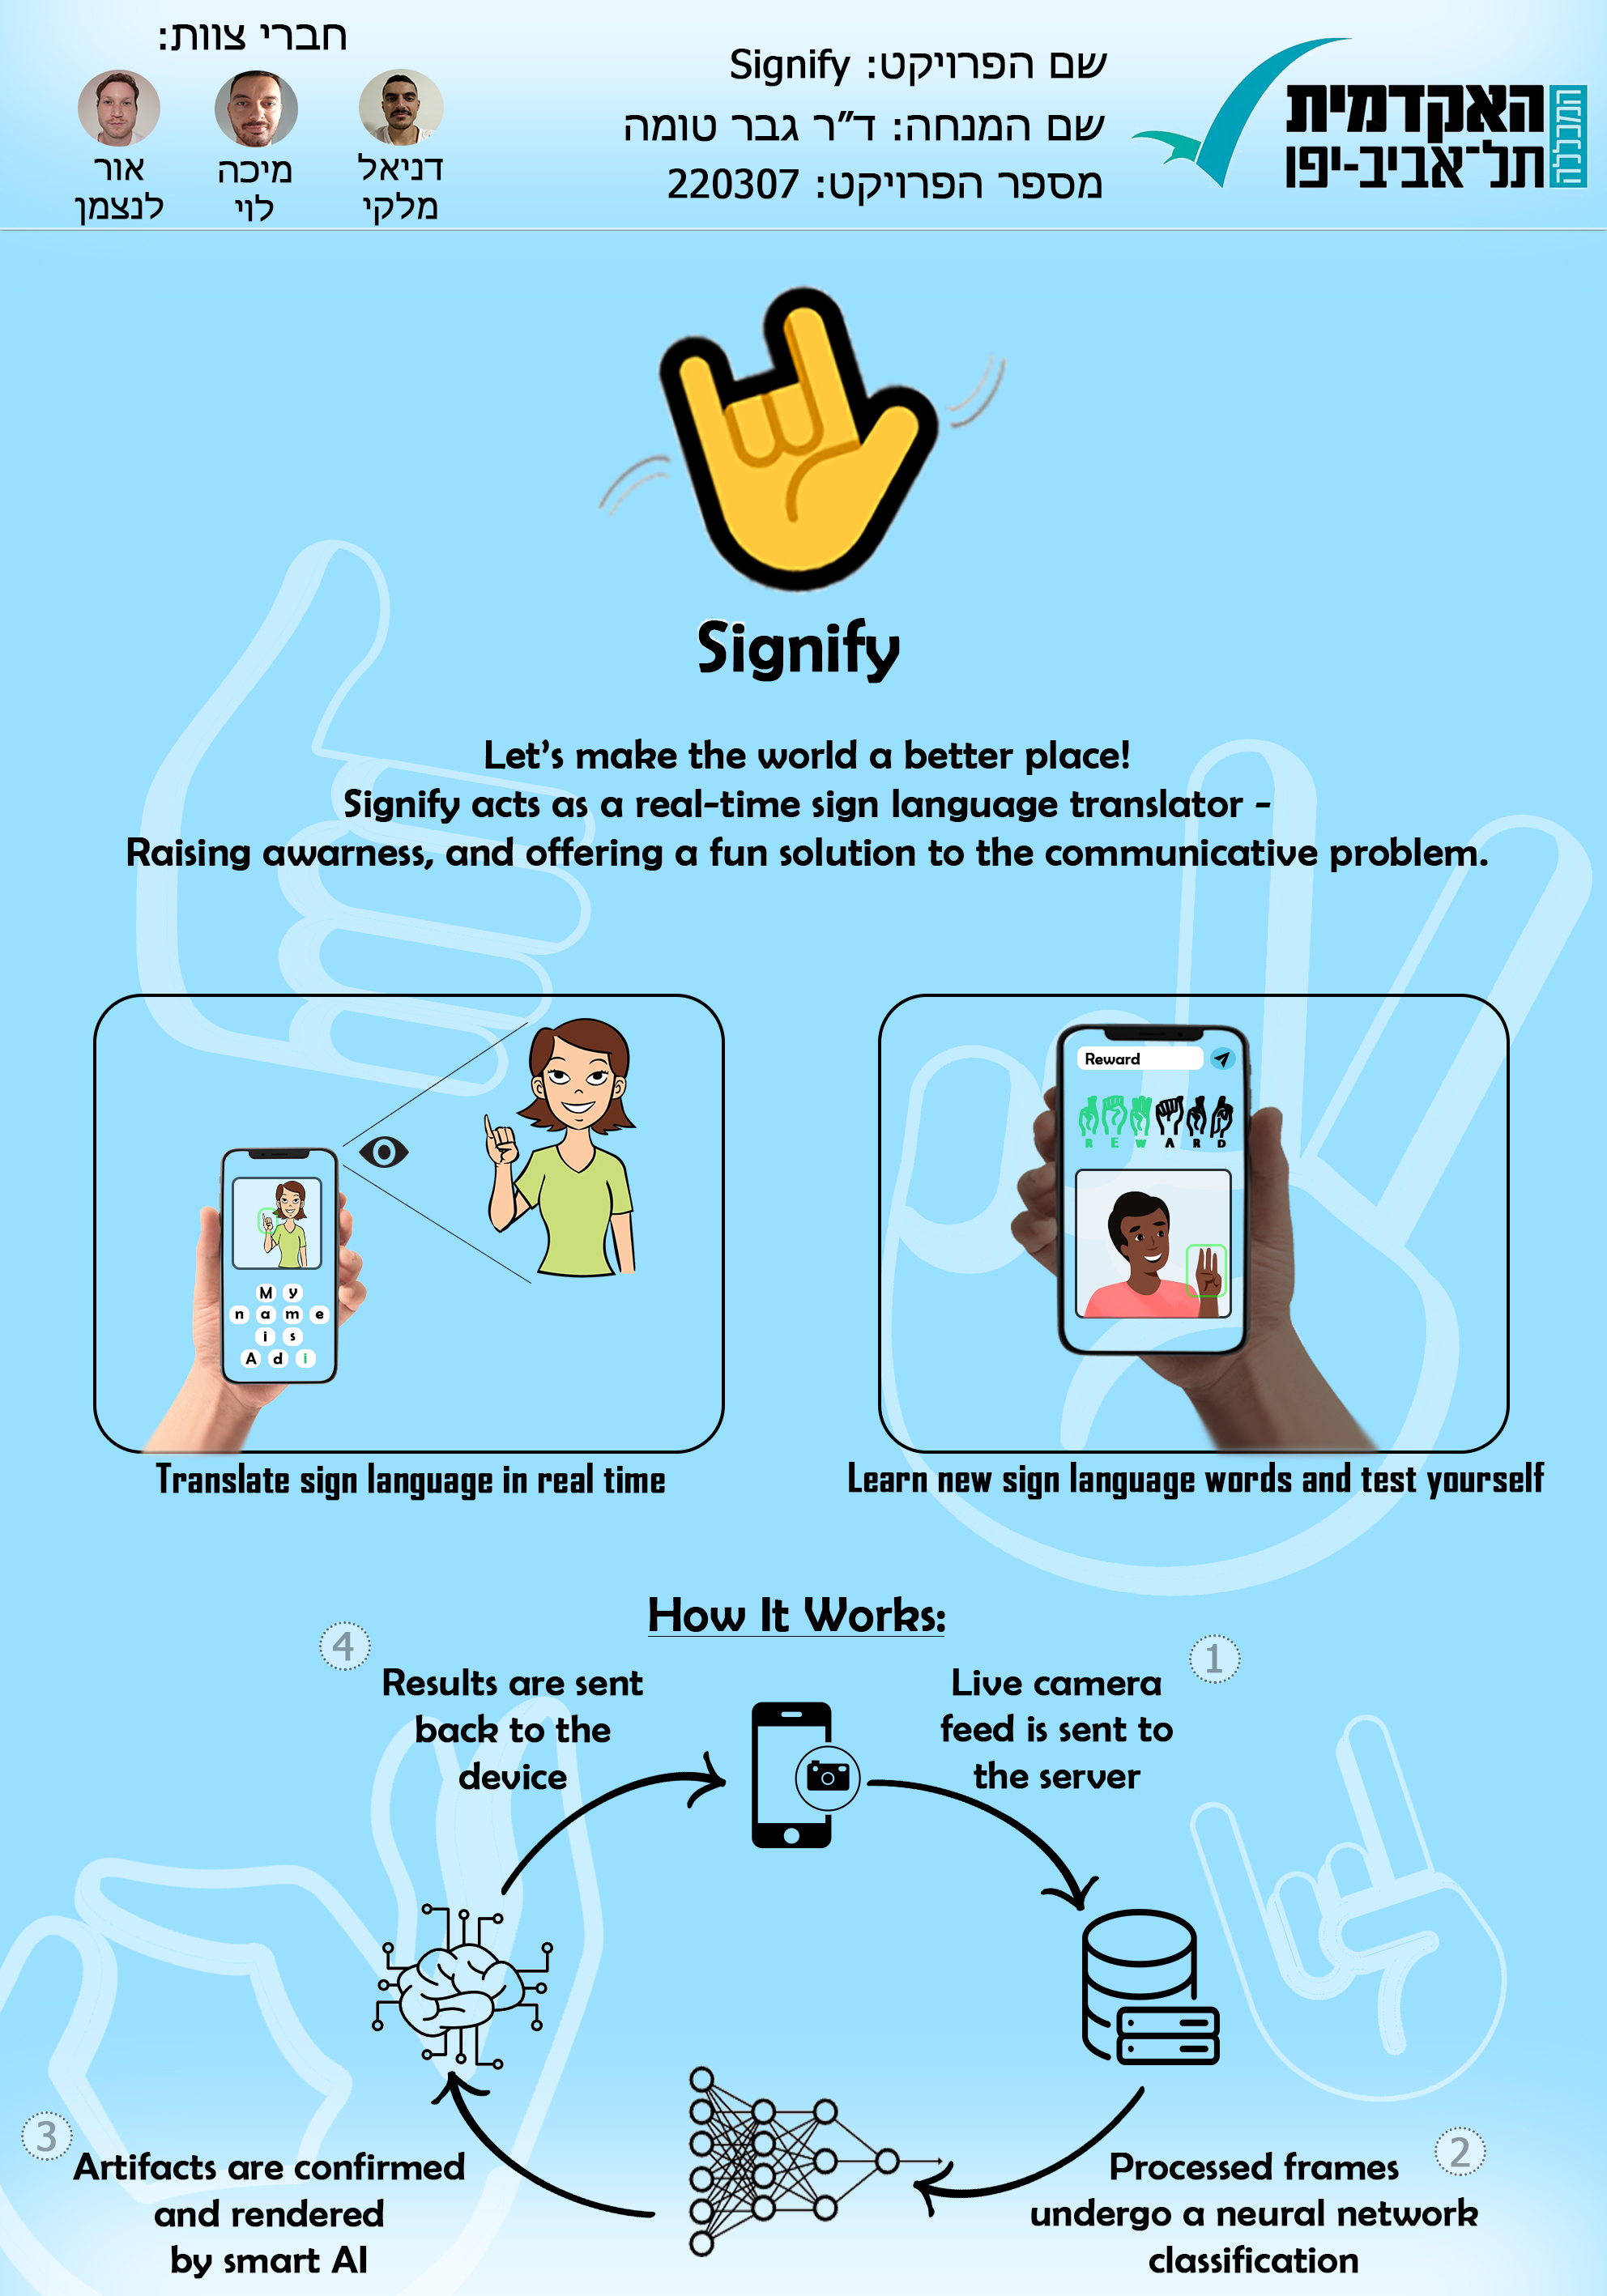 המכללה
האקדמית
תל־אביב-יפו
שם הפרויקט: Signify
שם המנחה: ד"ר גבר טומה
מספר הפרויקט: 220307
חברי צוות:
דניאל
מלקי
מיכה
לוי
אור
לנצמן
Signify
Let's make the world a better place!
Signify acts as a real-time sign language translator -
Raising awarness, and offering a fun solution to the communicative problem.
M y
n a m e
i s
A d i
Translate sign language in real time
Reward
R E W A R D
Learn new sign language words and test yourself
How It Works:
1
Live camera
feed is sent to
the server
2
Processed frames
undergo a neural network
classification
3
Artifacts are confirmed
and rendered
by smart AI
4
Results are sent
back to the
device